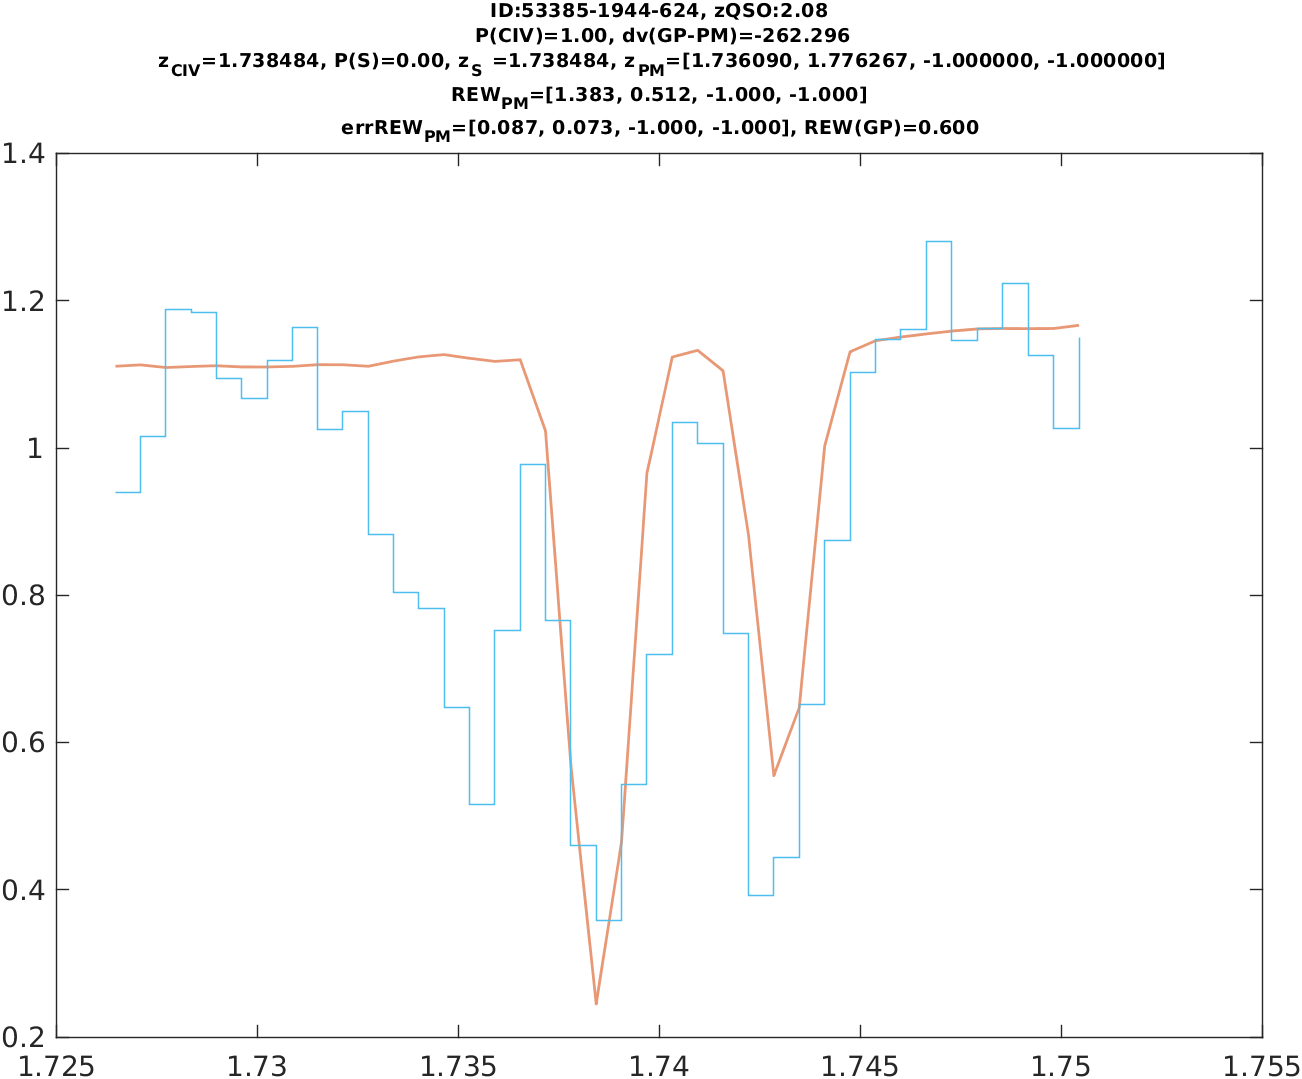 ID:53385-1944-624, zQSO:2.08
P(CIV)=1.00, dv(GP-PM)=-262.296
zCIV=1.738484, P(S)=0.00, zS =1.738484, zPM=[1.736090, 1.776267, -1.000000, -1.000000]
REWPM=[1.383, 0.512, -1.000, -1.000]
errREWPM=[0.087, 0.073, -1.000, -1.000], REW(GP)=0.600
1.4
1.2
1
0.8
0.6
0.4
0.2
1.725 1.73 1.735 1.74 1.745 1.75 1.755